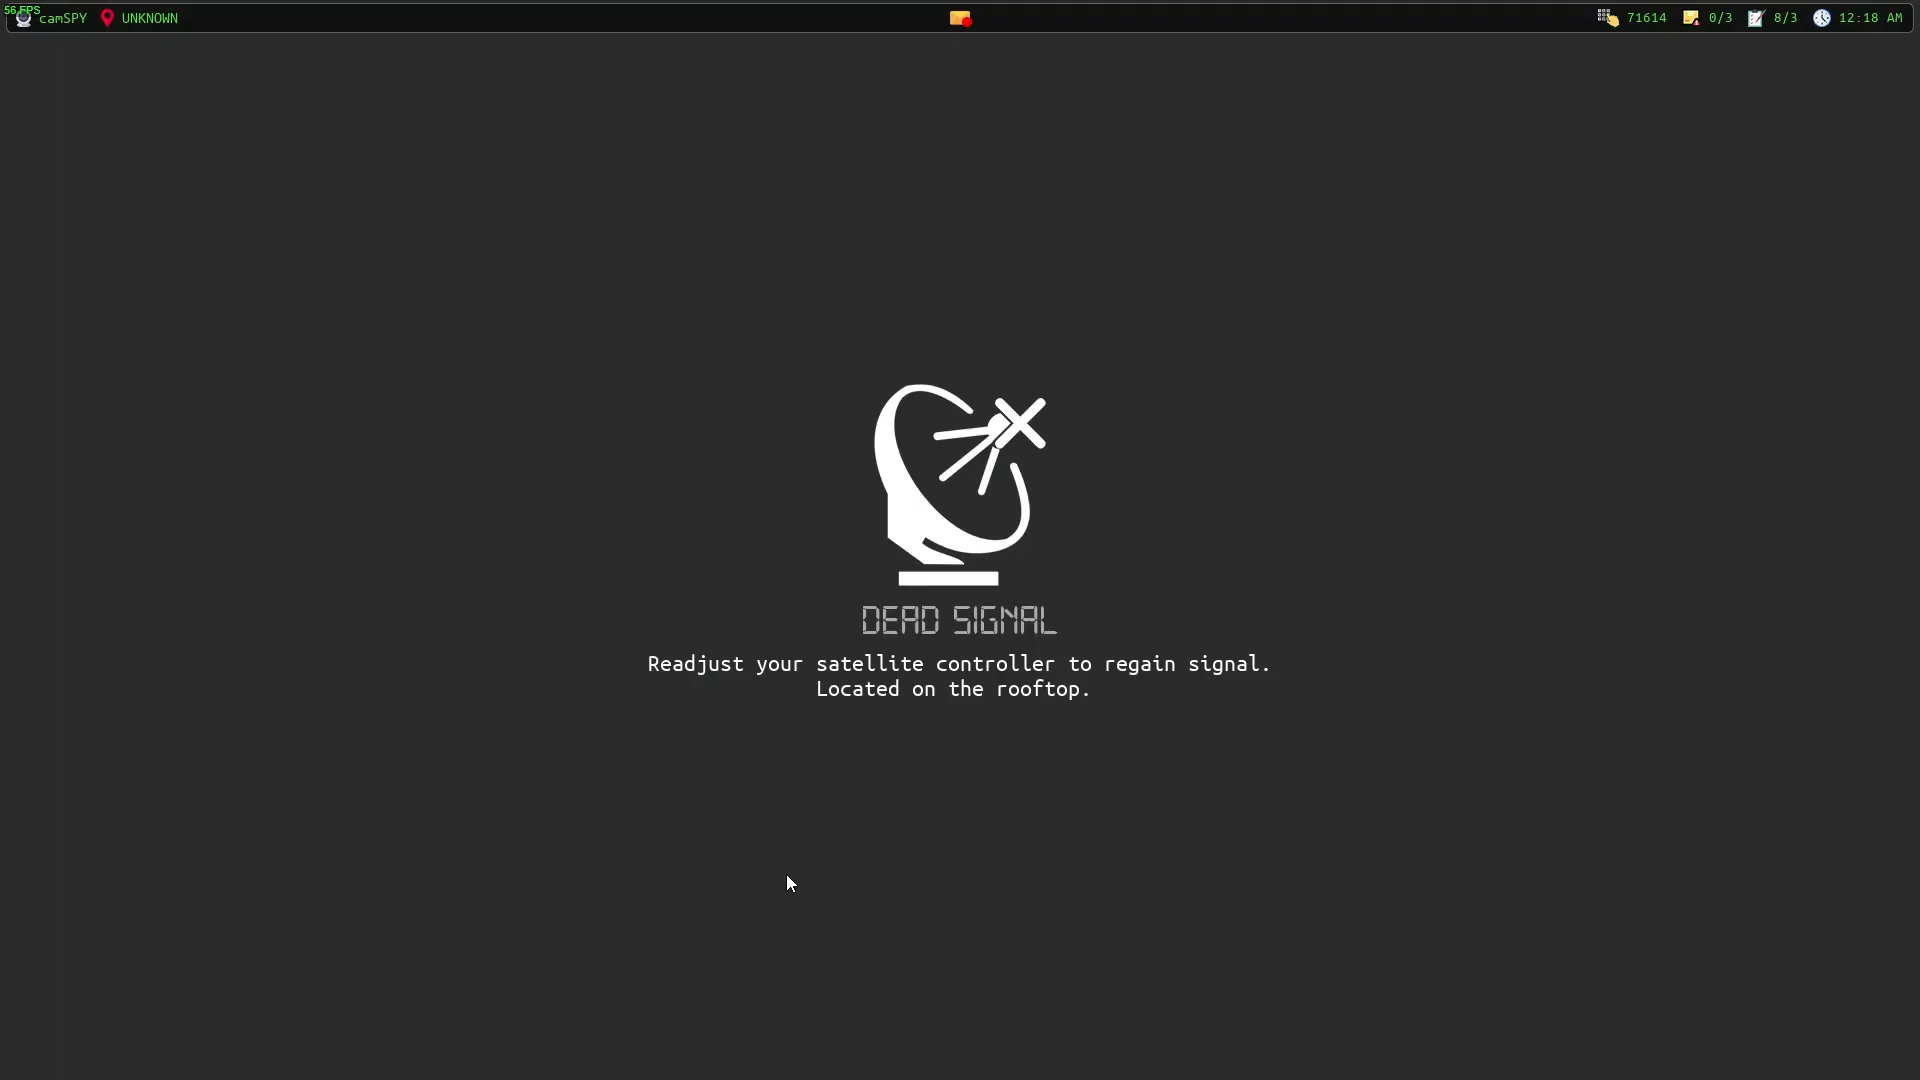 56 FPS
camSPY UNKNOWN 71614 0/3 8/3 12:18 AM
DEAD SIGNAL
Readjust your satellite controller to regain signal.
Located on the rooftop.